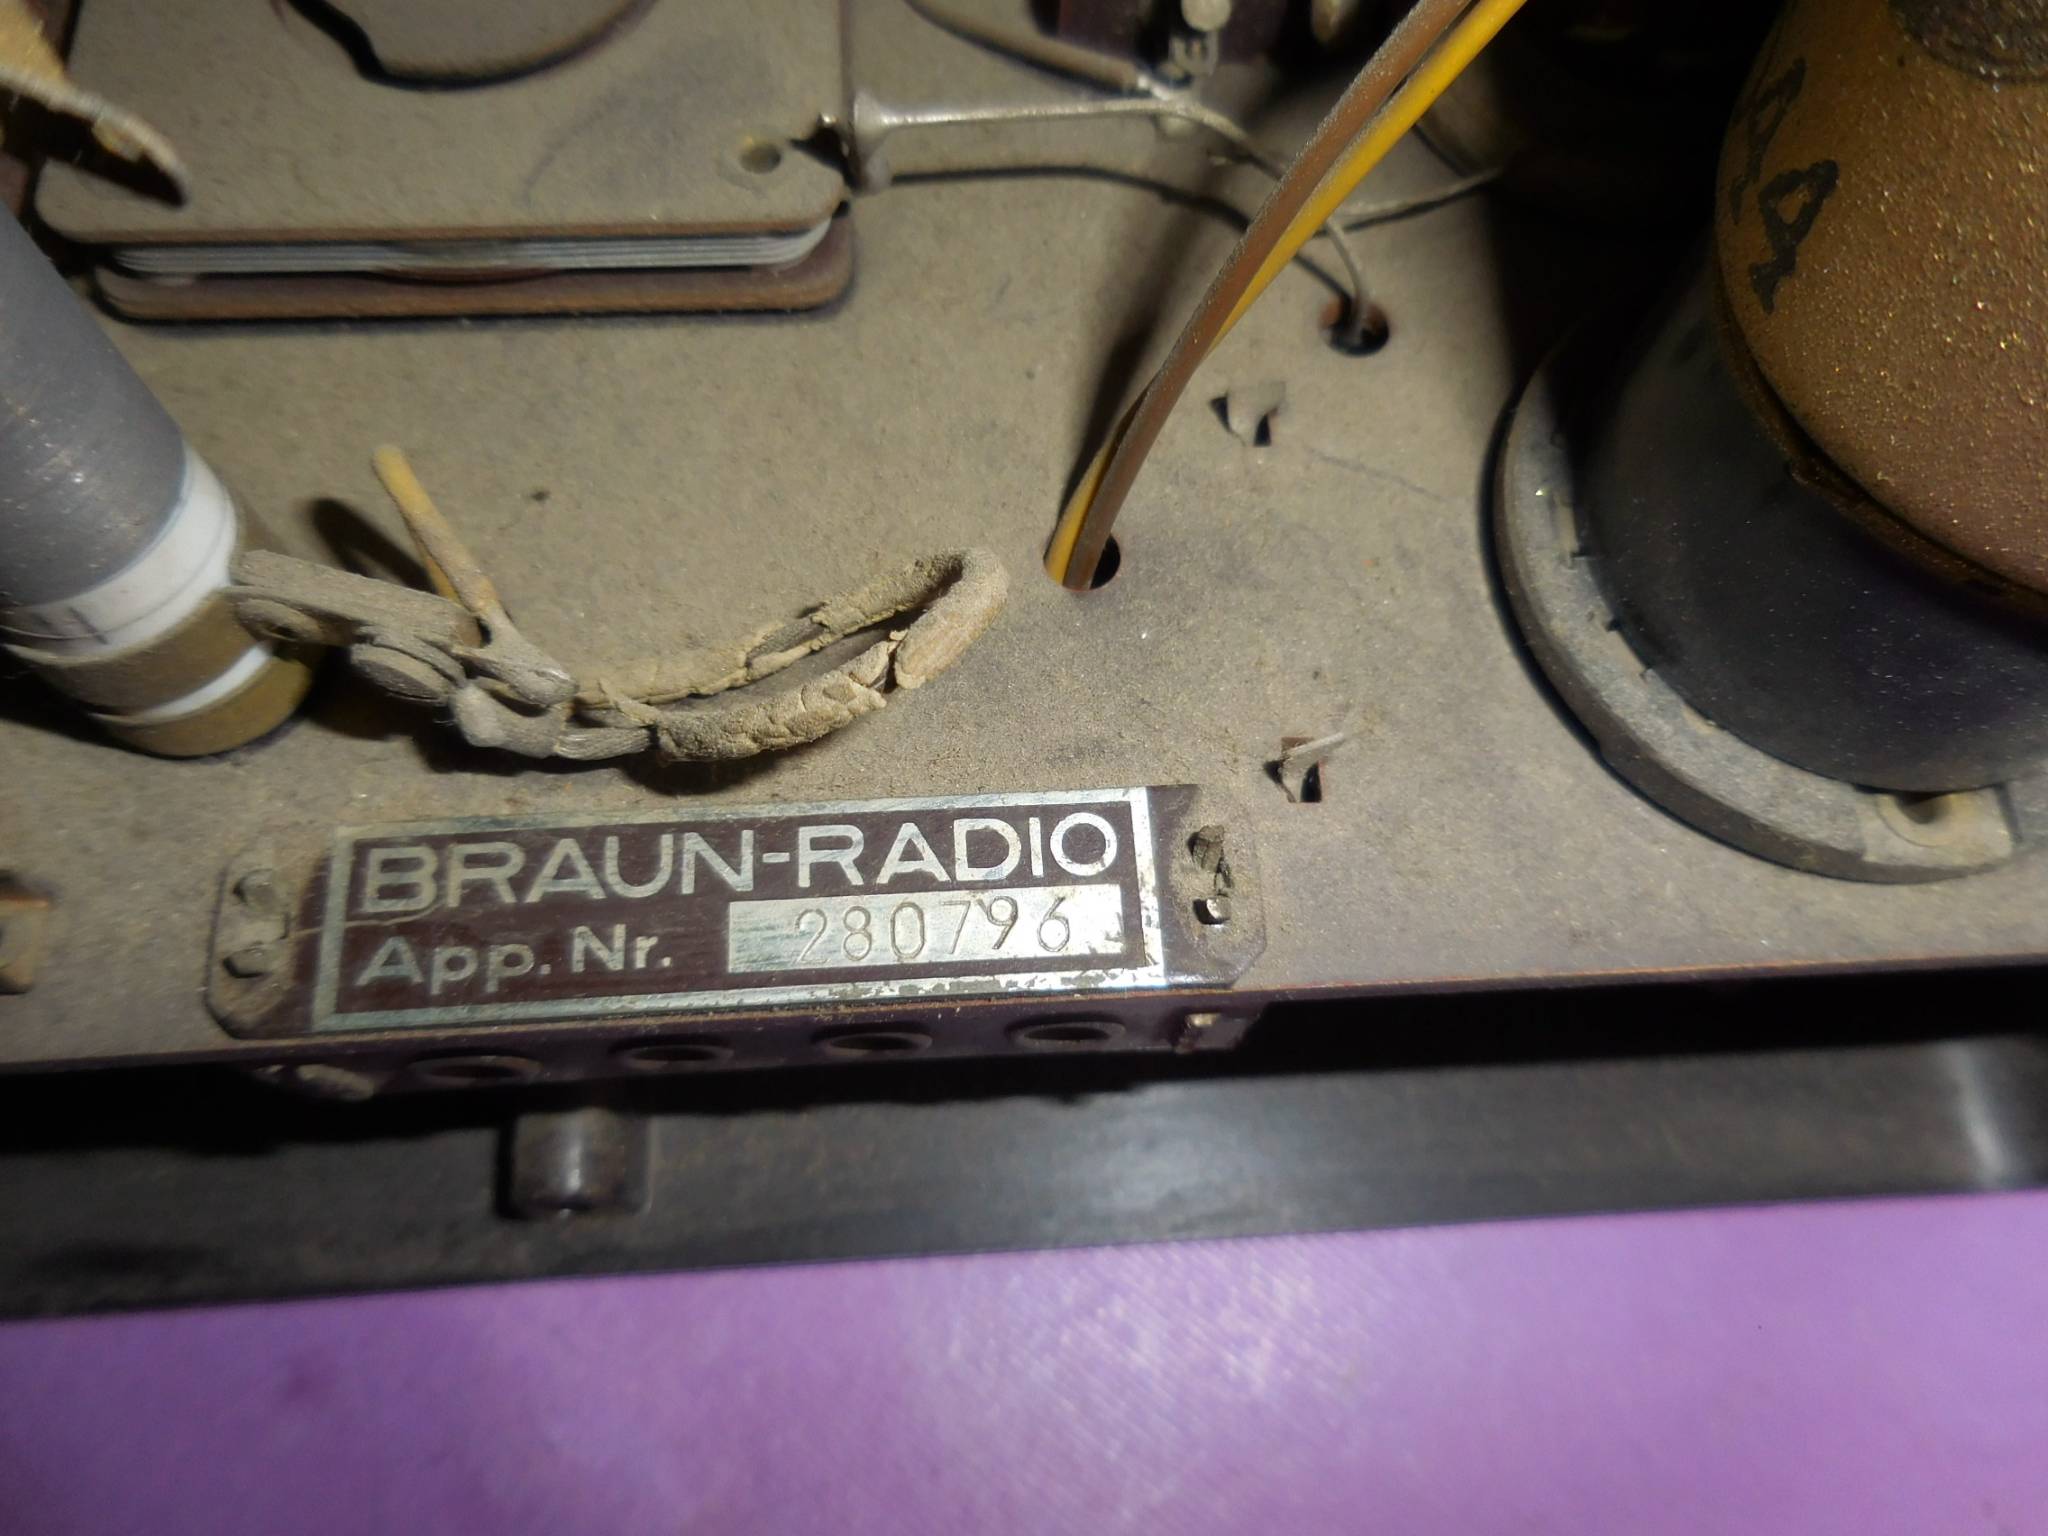 BRAUN-RADIO
App. Nr. 280796